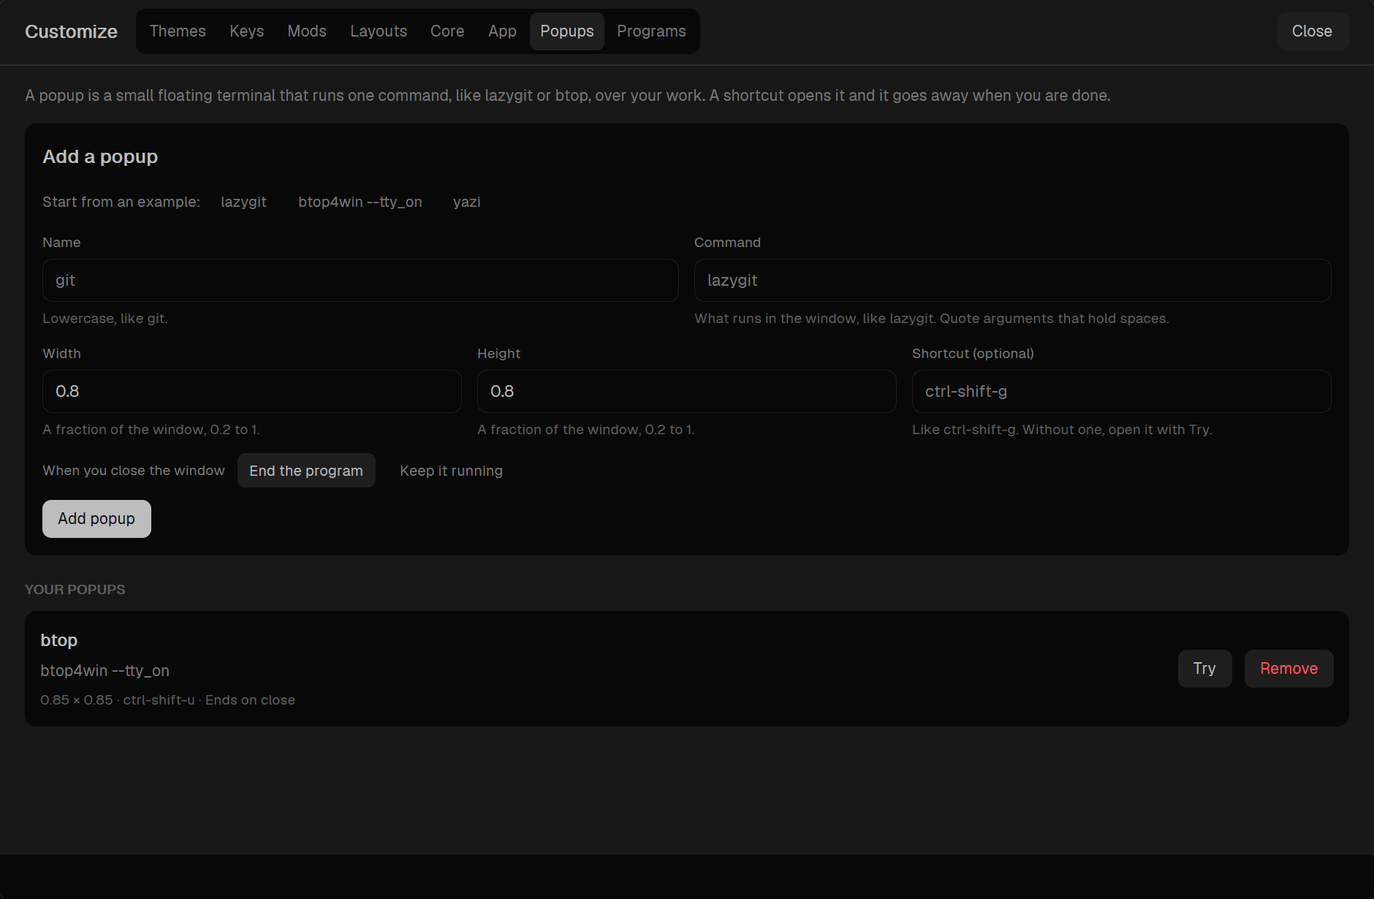 Customize Themes Keys Mods Layouts Core App Popups Programs Close
A popup is a small floating terminal that runs one command, like lazygit or btop, over your work. A shortcut opens it and it goes away when you are done.
Add a popup
Start from an example: lazygit btop4win --tty_on yazi
Name Command
git lazygit
Lowercase, like git. What runs in the window, like lazygit. Quote arguments that hold spaces.
Width Height Shortcut (optional)
0.8 0.8 ctrl-shift-g
A fraction of the window, 0.2 to 1. A fraction of the window, 0.2 to 1. Like ctrl-shift-g. Without one, open it with Try.
When you close the window End the program Keep it running
Add popup
YOUR POPUPS
btop
btop4win --tty_on Try Remove
0.85 × 0.85 · ctrl-shift-u · Ends on close